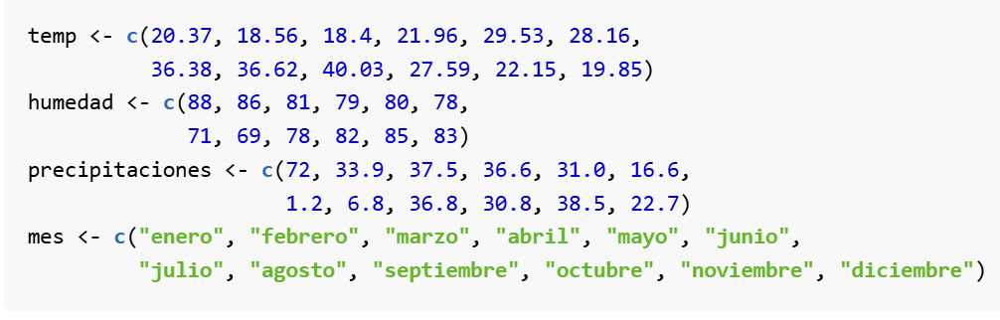 temp <- c(20.37, 18.56, 18.4, 21.96, 29.53, 28.16,
36.38, 36.62, 40.03, 27.59, 22.15, 19.85)
humedad <- c(88, 86, 81, 79, 80, 78,
71, 69, 78, 82, 85, 83)
precipitaciones <- c(72, 33.9, 37.5, 36.6, 31.0, 16.6,
1.2, 6.8, 36.8, 30.8, 38.5, 22.7)
mes <- c("enero", "febrero", "marzo", "abril", "mayo", "junio",
"julio", "agosto", "septiembre", "octubre", "noviembre", "diciembre")